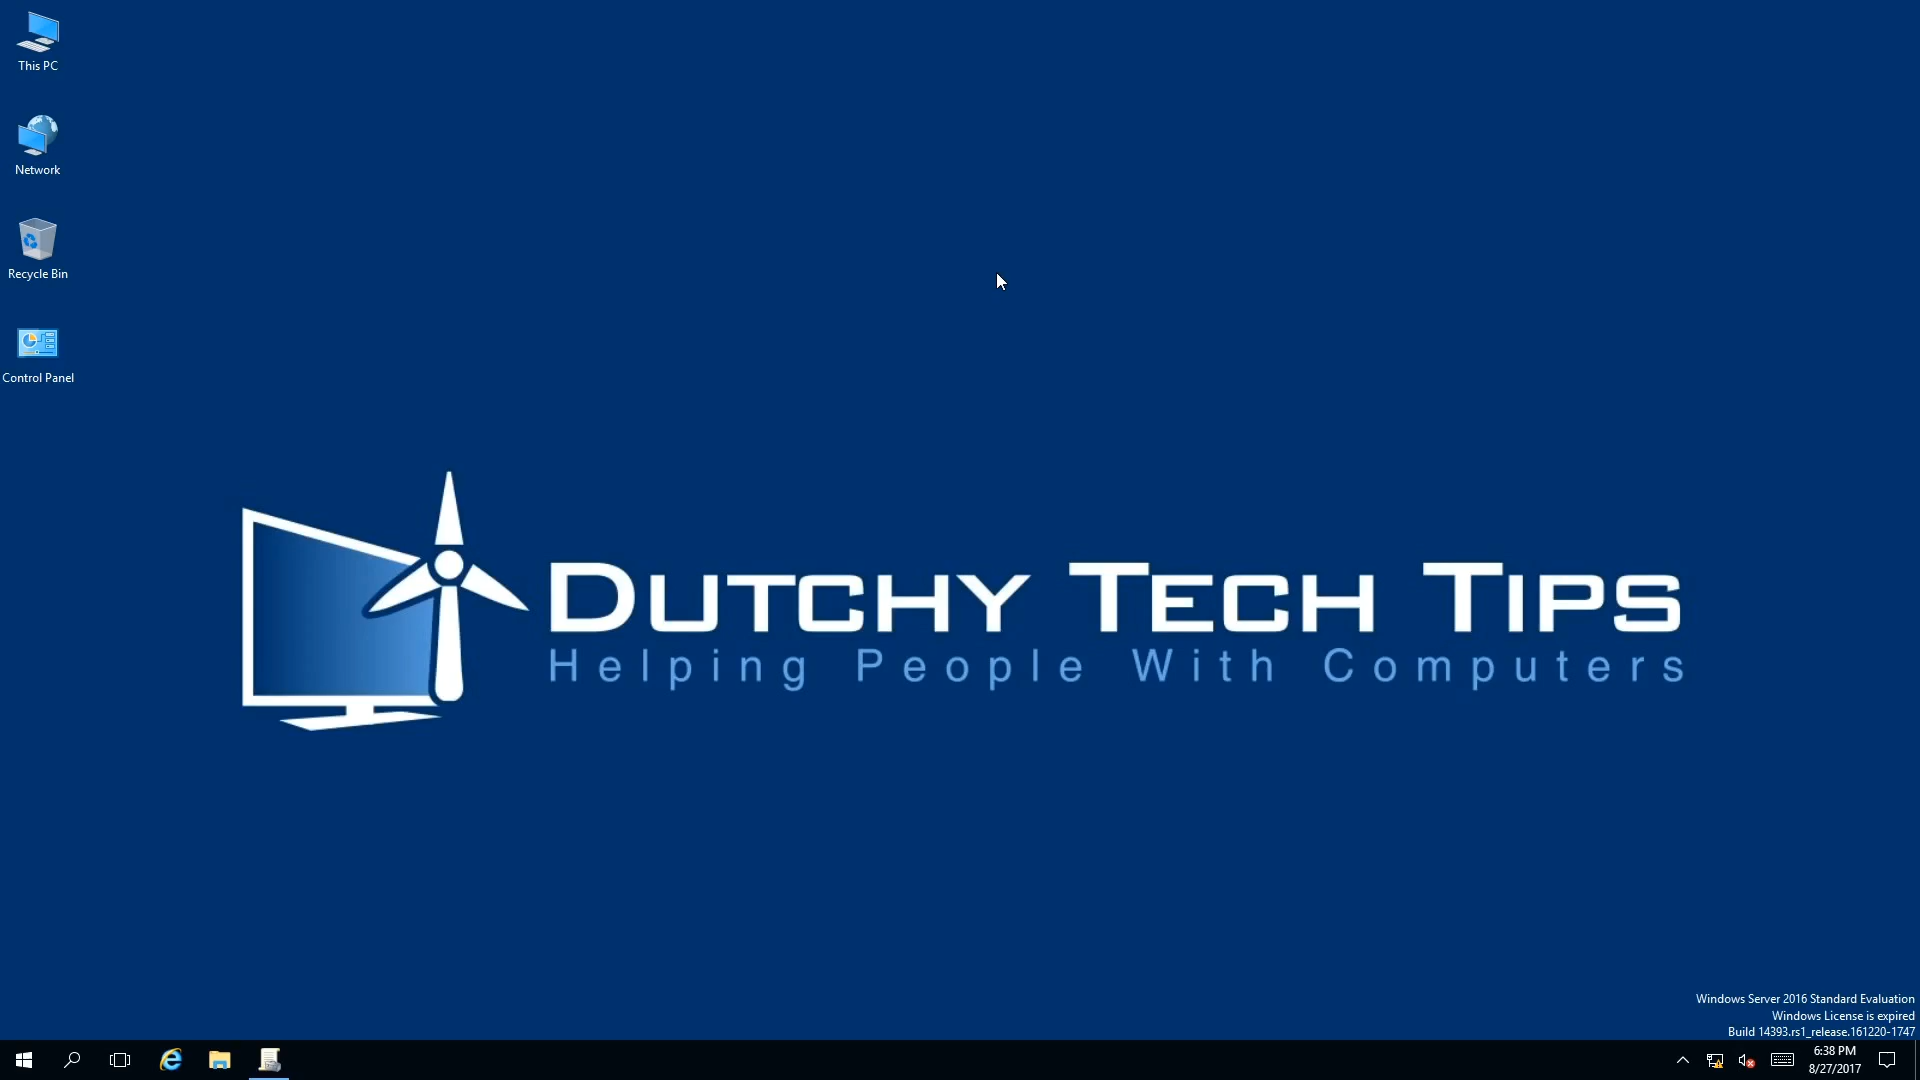 This PC
Network
Recycle Bin
Control Panel
DUTCHY TECH TIPS
Helping People With Computers
Windows Server 2016 Standard Evaluation
Windows License is expired
Build 14393.rs1_release.161220-1747
6:38 PM
8/27/2017